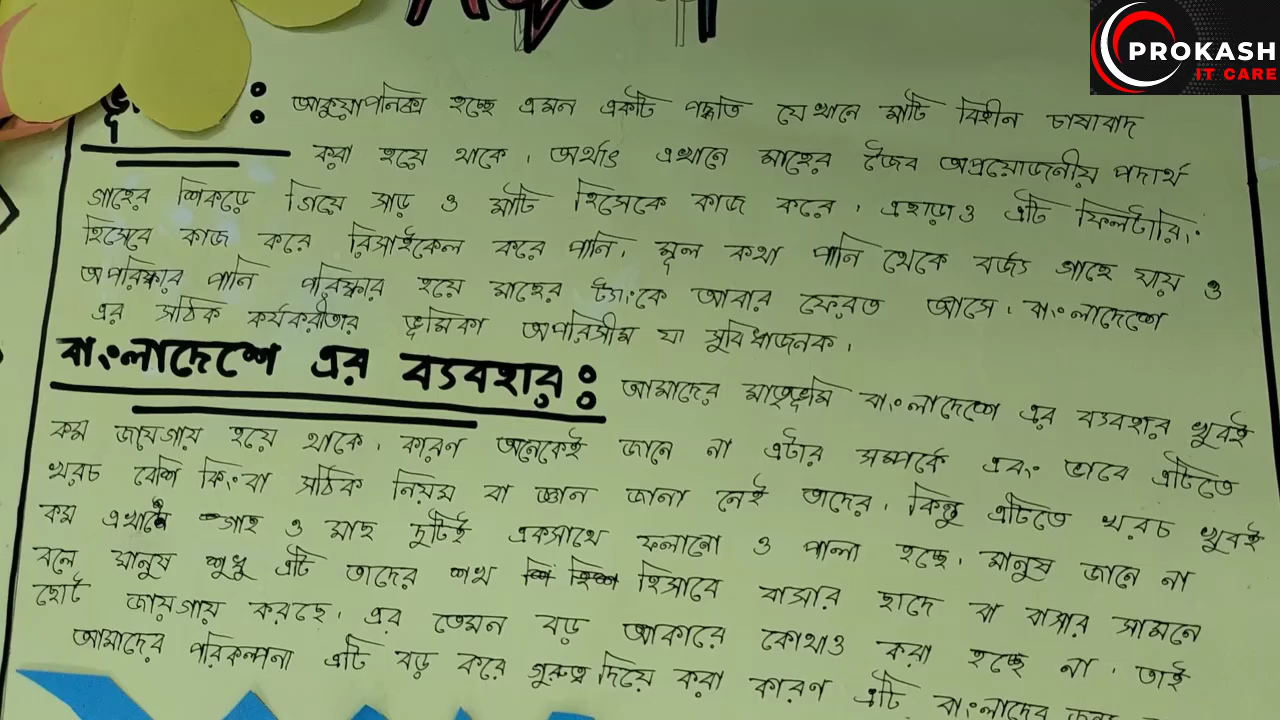 PROKASH
IT CARE
: আকুয়াপনিক্স হচ্ছে এমন একটি পদ্ধতি যেখানে মাটি বিহীন চাষাবাদ
করা হয়ে থাকে। অর্থাৎ এখানে মাছের জৈব অপ্রয়োজনীয় পদার্থ
গাছের শিকড়ে গিয়ে সাড় ও মাটি হিসেকে কাজ করে। এছাড়াও এটি ফিলটারিং
হিসেবে কাজ করে রিসাইকেল করে পানি। মূল কথা পানি থেকে বর্জ্য গাছে যায় ও
অপরিষ্কার পানি পরিষ্কার হয়ে মাছের ট্যাংকে আবার ফেরত আসে। বাংলাদেশে
এর সঠিক কর্যকরীতার ভূমিকা অপরিসীম যা সুবিধাজনক।
বাংলাদেশে এর ব্যবহার: আমাদের মাতৃভূমি বাংলাদেশে এর ব্যবহার খুবই
কম জায়গায় হয়ে থাকে। কারণ অনেকেই জানে না এটার সম্পর্কে এবং ভাবে এটিতে
খরচ বেশি কিংবা সঠিক নিয়ম বা জ্ঞান জানা নেই তাদের। কিন্তু এটিতে খরচ খুবই
কম এখানে গাছ ও মাছ দুটিই একসাথে ফলানো ও পালা হচ্ছে। মানুষ জানে না
বলে মানুষ শুধু এটি তাদের শখ হিসাবে বাসার ছাদে বা বাসার সামনে
ছোট জায়গায় করছে। এর তেমন বড় আকারে কোথাও করা হচ্ছে না। তাই
আমাদের পরিকল্পনা এটি বড় করে গুরুত্ব দিয়ে করা কারণ এটি বাংলাদের